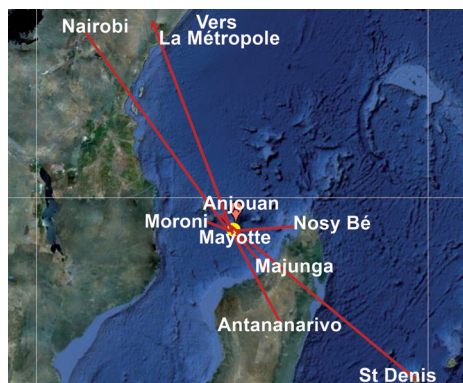 Nairobi
Vers
La Métropole
Anjouan
Moroni
Nosy Bé
Mayotte
Majunga
Antananarivo
St Denis